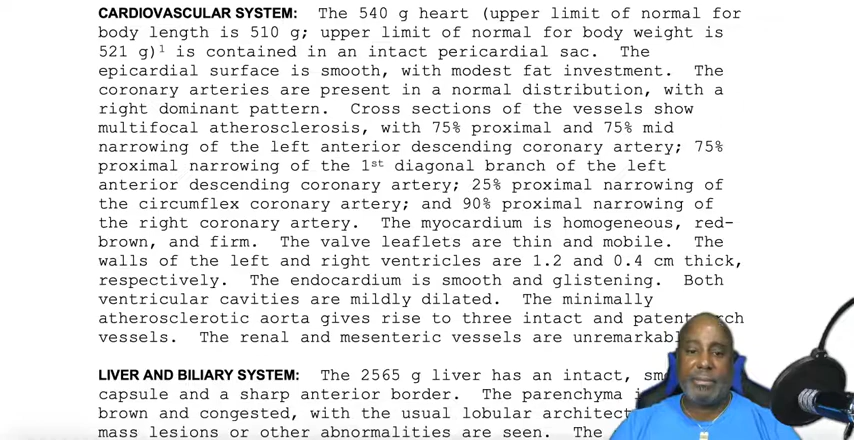 CARDIOVASCULAR SYSTEM: The 540 g heart (upper limit of normal for
body length is 510 g; upper limit of normal for body weight is
521 g)¹ is contained in an intact pericardial sac. The
epicardial surface is smooth, with modest fat investment. The
coronary arteries are present in a normal distribution, with a
right dominant pattern. Cross sections of the vessels show
multifocal atherosclerosis, with 75% proximal and 75% mid
narrowing of the left anterior descending coronary artery; 75%
proximal narrowing of the 1ˢᵗ diagonal branch of the left
anterior descending coronary artery; 25% proximal narrowing of
the circumflex coronary artery; and 90% proximal narrowing of
the right coronary artery. The myocardium is homogeneous, red-
brown, and firm. The valve leaflets are thin and mobile. The
walls of the left and right ventricles are 1.2 and 0.4 cm thick,
respectively. The endocardium is smooth and glistening. Both
ventricular cavities are mildly dilated. The minimally
atherosclerotic aorta gives rise to three intact and patent
vessels. The renal and mesenteric vessels are
LIVER AND BILIARY SYSTEM: The 2565 g liver has an intact,
capsule and a sharp anterior border. The parenchyma
brown and congested, with the usual lobular
mass lesions or other abnormalities are seen. The